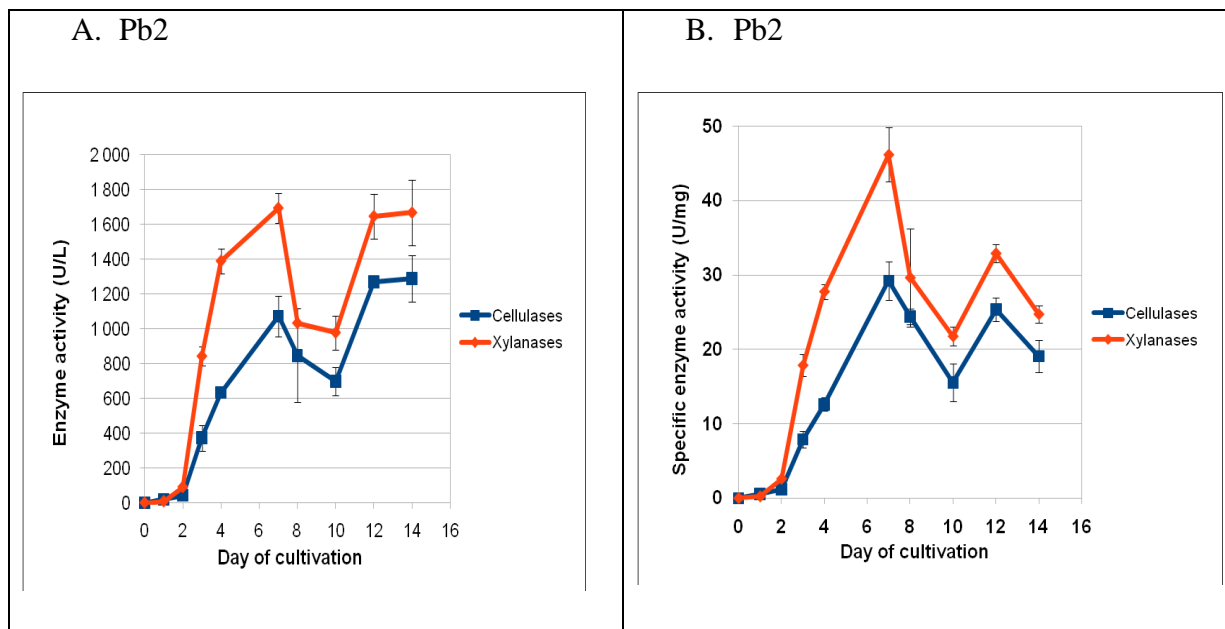 A. Pb2
Enzyme activity (U/L)
2 000
1 800
1 600
1 400
1 200
1 000
800
600
400
200
0
0 2 4 6 8 10 12 14 16
Day of cultivation
Cellulases
Xylanases
B. Pb2
Specific enzyme activity (U/mg)
50
40
30
20
10
0
0 2 4 6 8 10 12 14 16
Day of cultivation
Cellulases
Xylanases